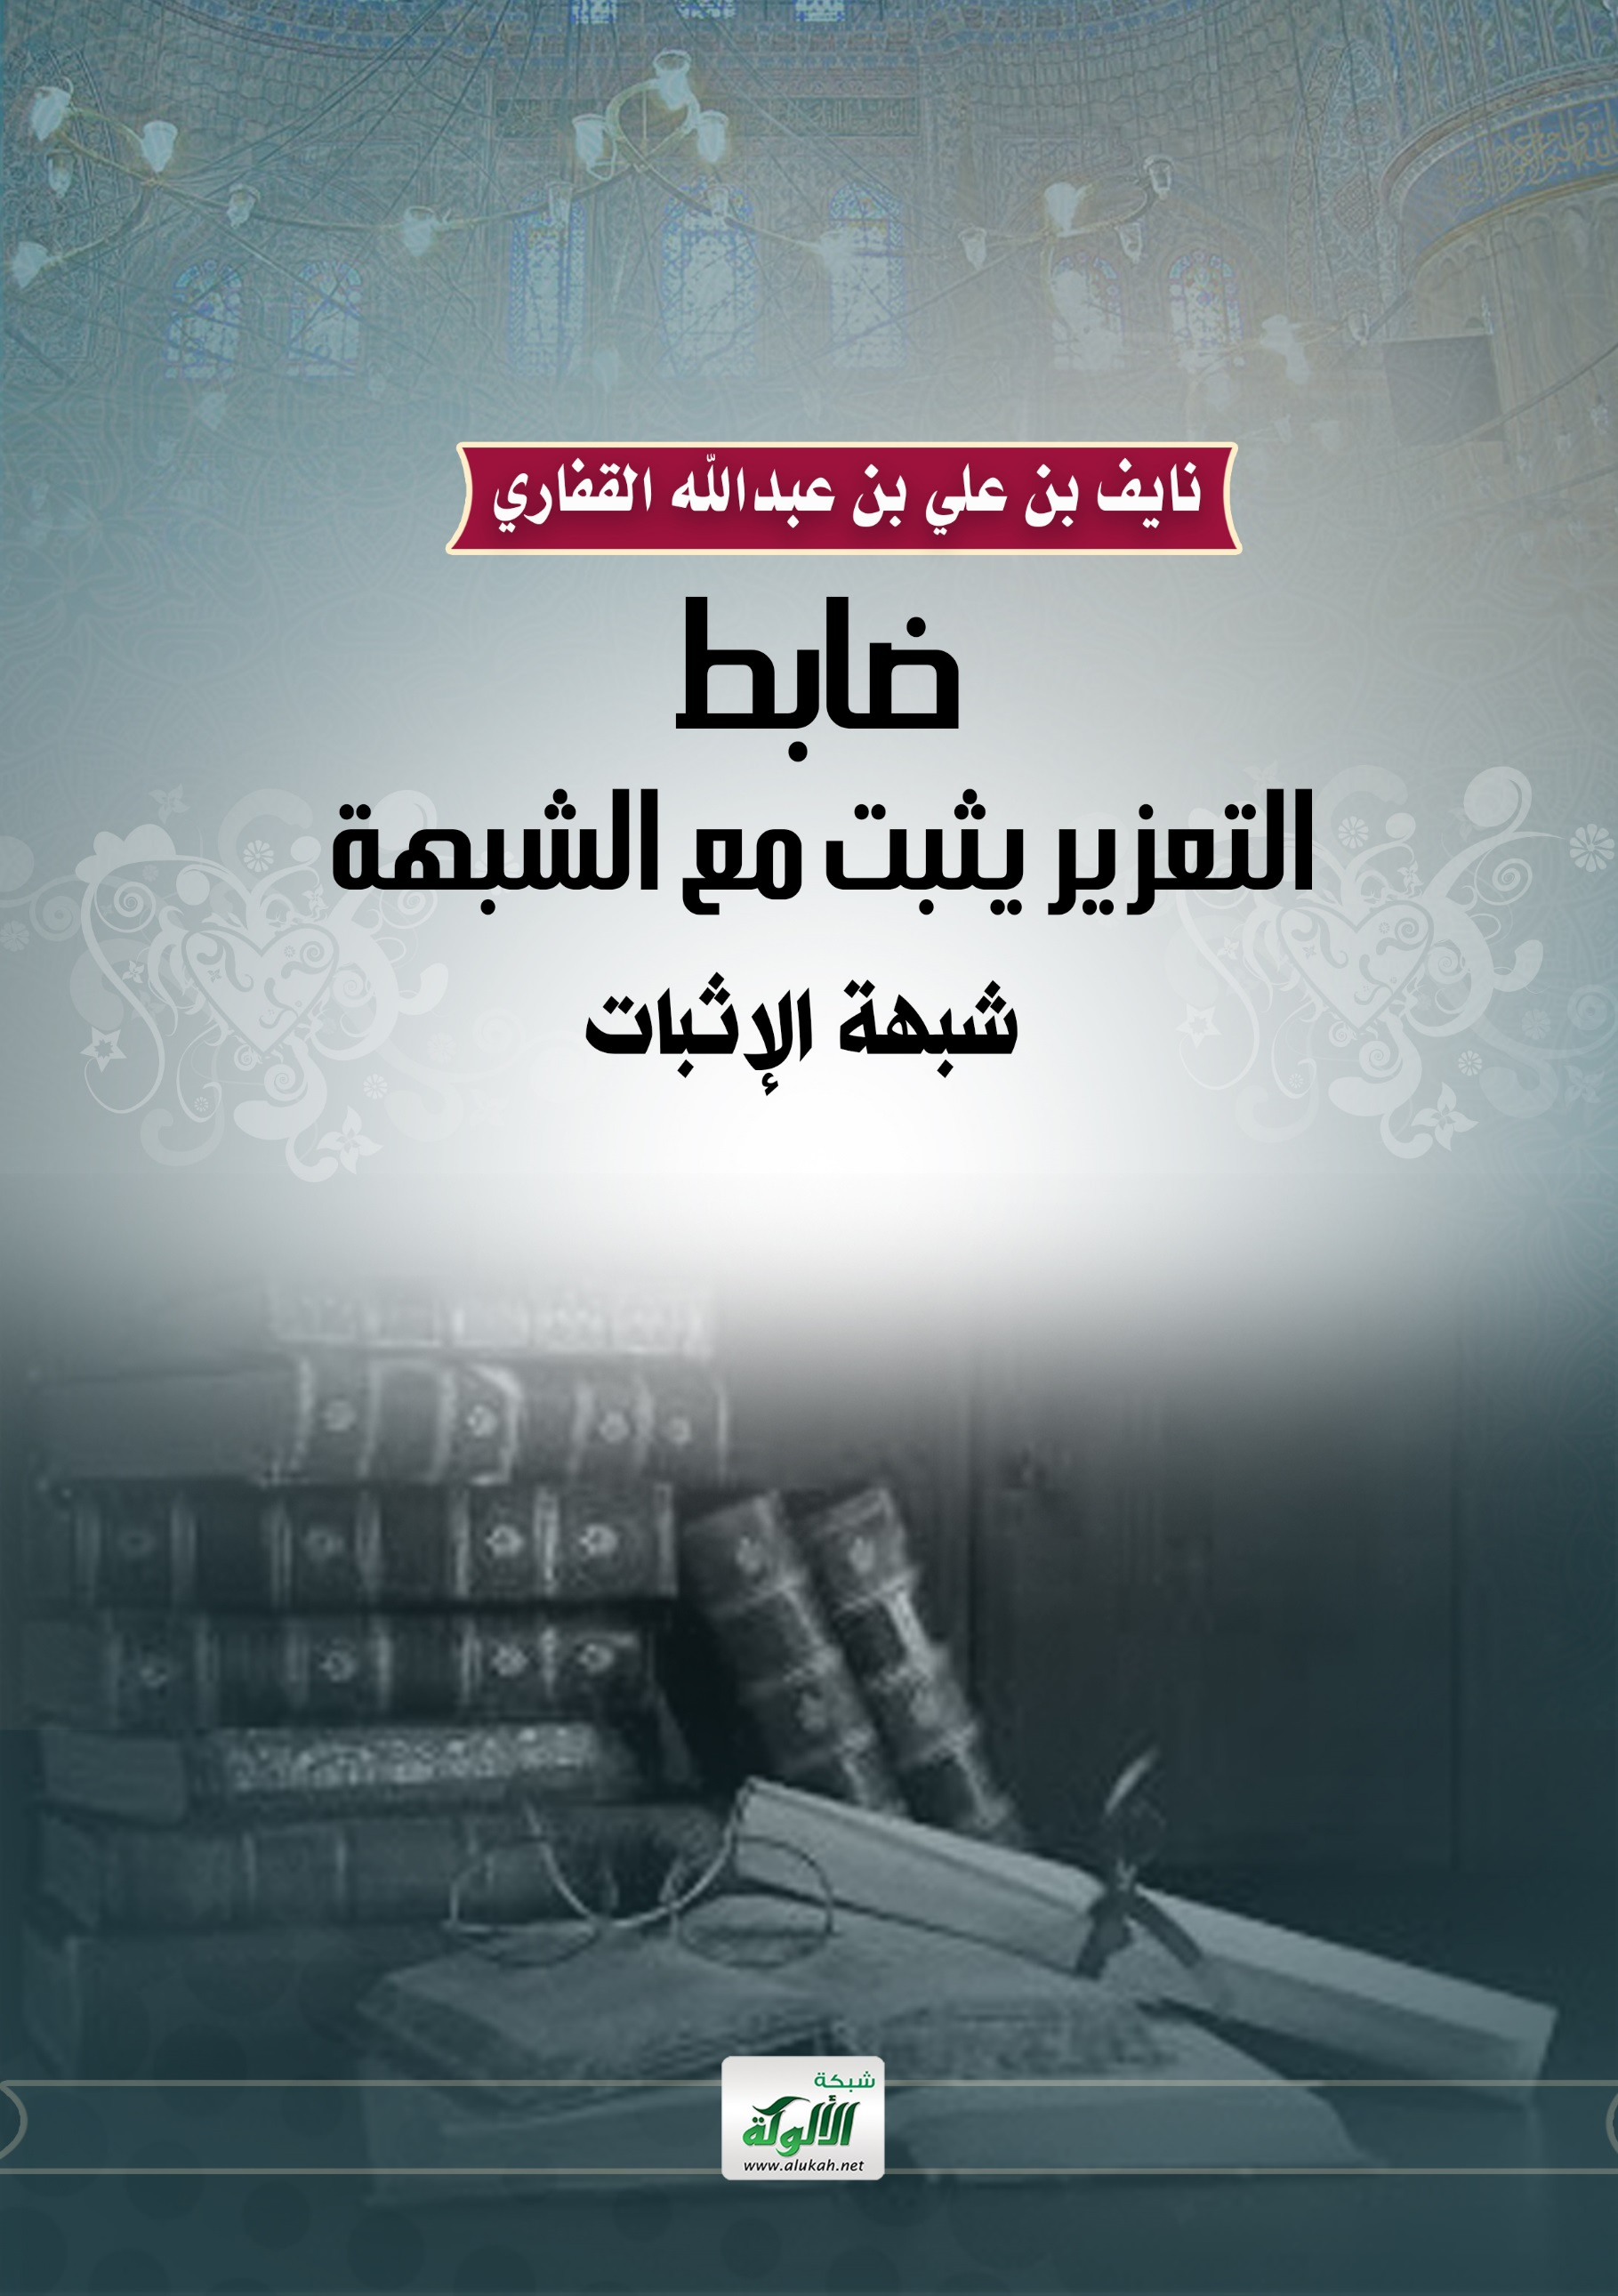 نايف بن علي بن عبدالله القفاري
ضابط
التعزير يثبت مع الشبهة
شبهة الإثبات
شبكة
الألوكة
www.alukah.net